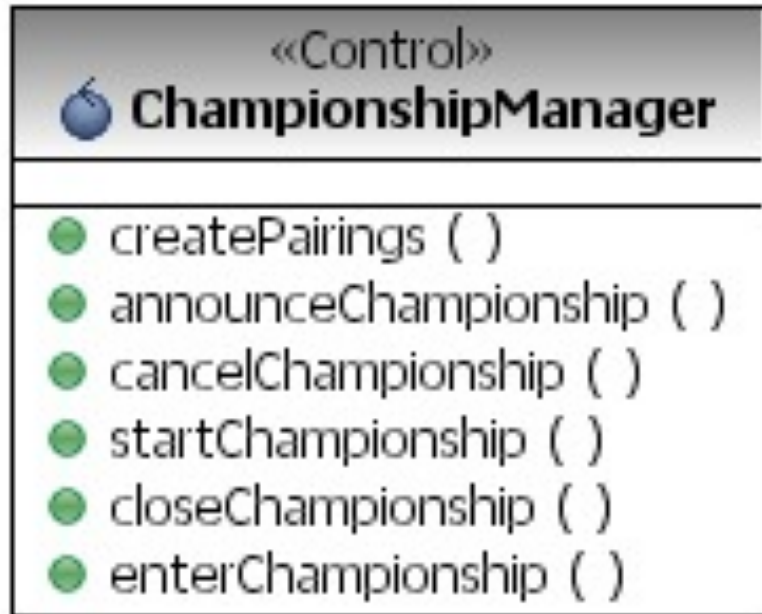 «Control»
ChampionshipManager
createPairings ( )
announceChampionship ( )
cancelChampionship ( )
startChampionship ( )
closeChampionship ( )
enterChampionship ( )